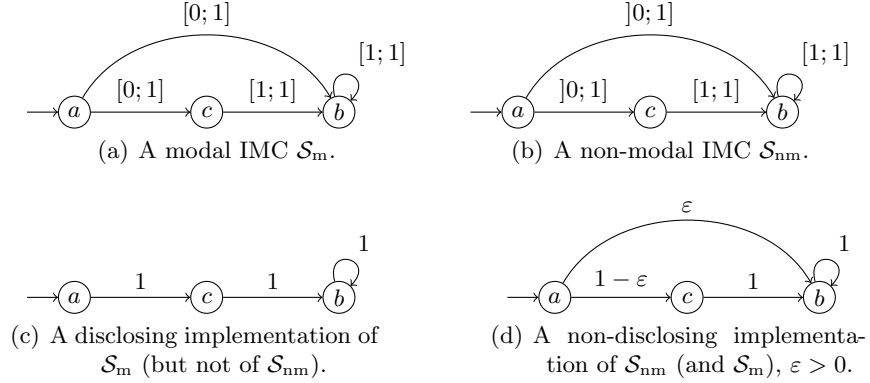 [0; 1]
[1; 1]
[0; 1]
[1; 1]
a
c
b
(a) A modal IMC 𝒮m.
]0; 1]
[1; 1]
]0; 1]
[1; 1]
a
c
b
(b) A non-modal IMC 𝒮nm.
1
1
1
a
c
b
(c) A disclosing implementation of
𝒮m (but not of 𝒮nm).
ε
1
1 − ε
1
a
c
b
(d) A non-disclosing implementa-
tion of 𝒮nm (and 𝒮m), ε > 0.